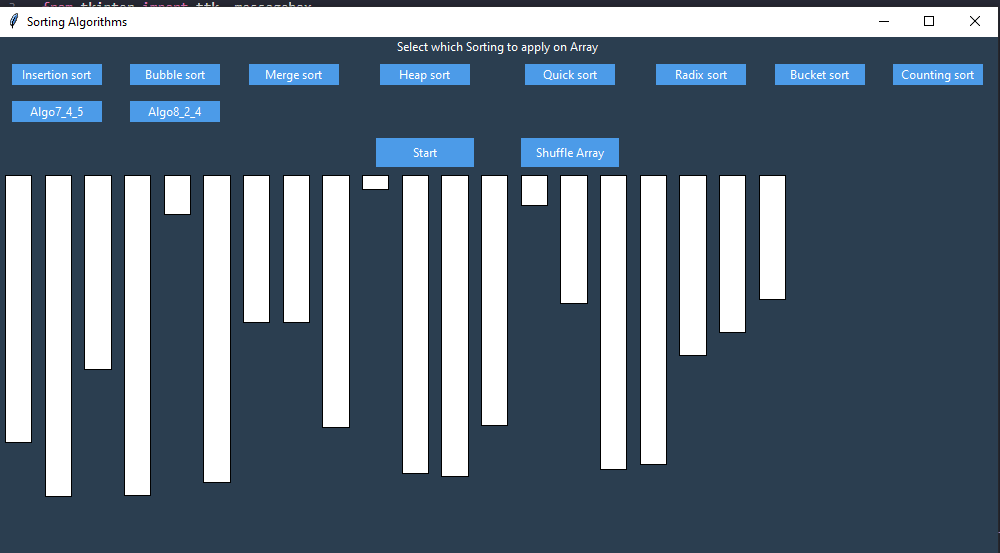 from tkinter import ttk, messagebox
Sorting Algorithms
Select which Sorting to apply on Array
Insertion sort Bubble sort Merge sort Heap sort Quick sort Radix sort Bucket sort Counting sort
Algo7_4_5 Algo8_2_4
Start Shuffle Array